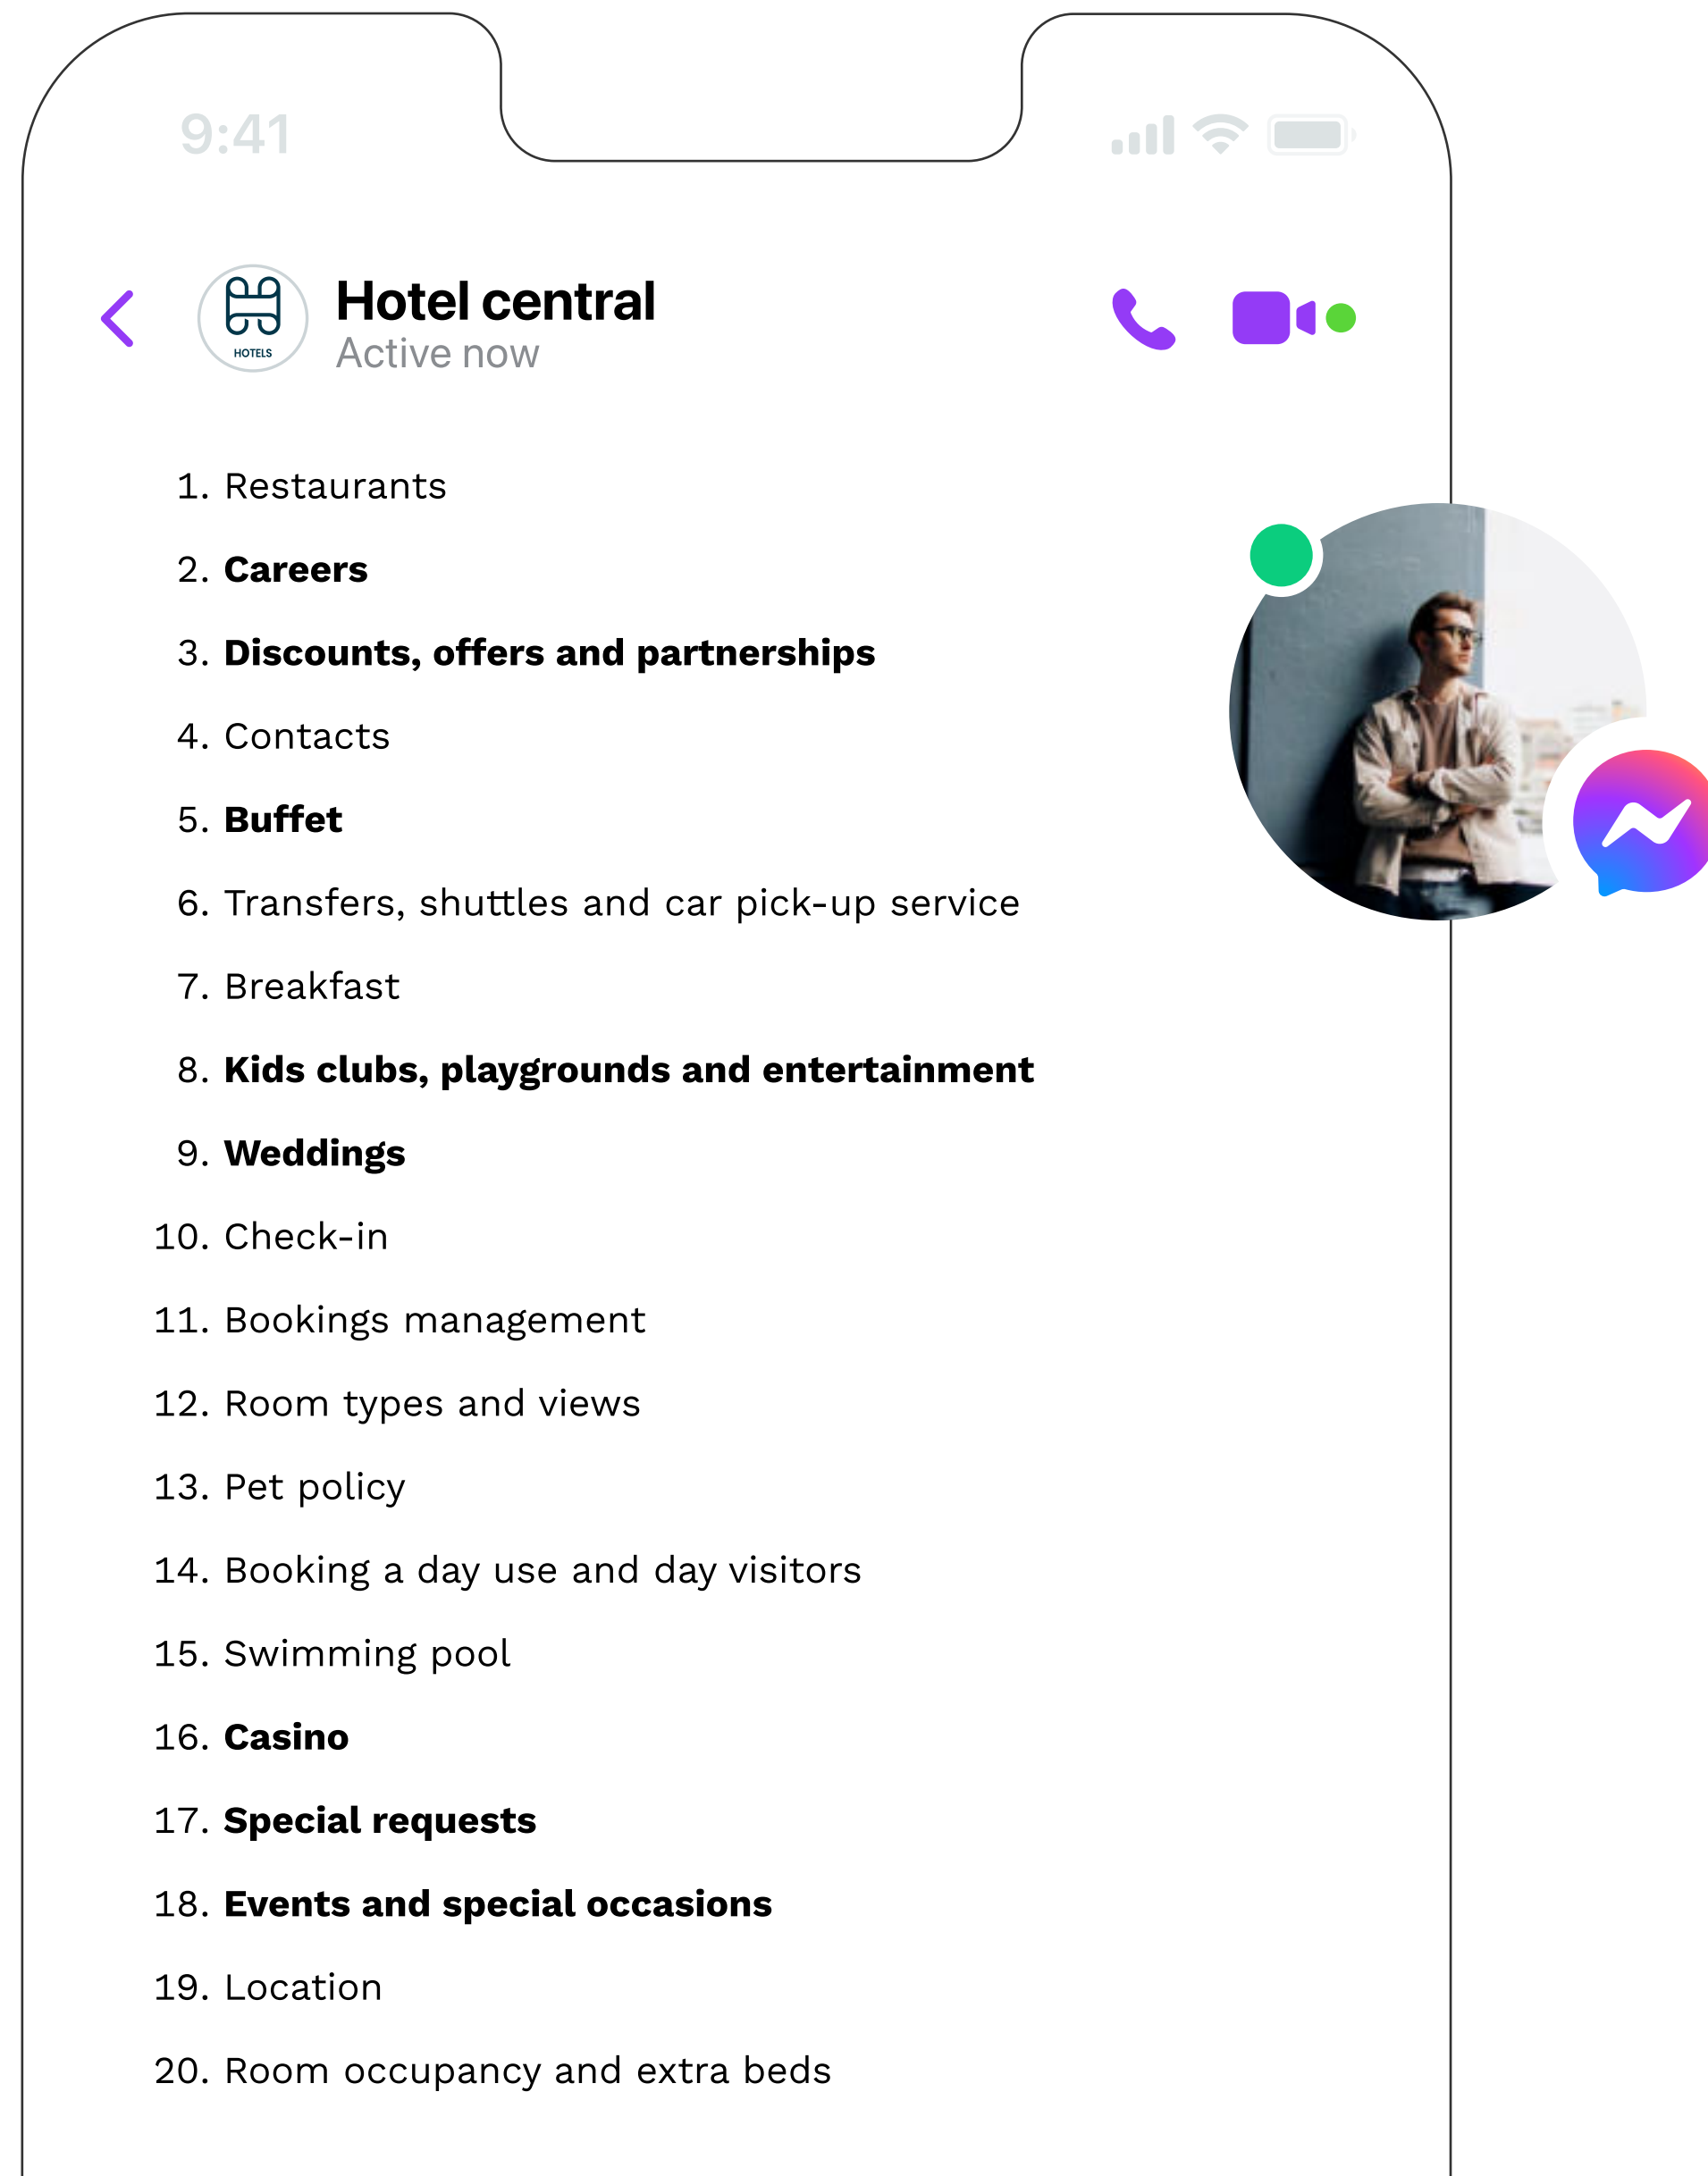 9:41
HOTELS
Hotel central
Active now
1. Restaurants
2. Careers
3. Discounts, offers and partnerships
4. Contacts
5. Buffet
6. Transfers, shuttles and car pick-up service
7. Breakfast
8. Kids clubs, playgrounds and entertainment
9. Weddings
10. Check-in
11. Bookings management
12. Room types and views
13. Pet policy
14. Booking a day use and day visitors
15. Swimming pool
16. Casino
17. Special requests
18. Events and special occasions
19. Location
20. Room occupancy and extra beds